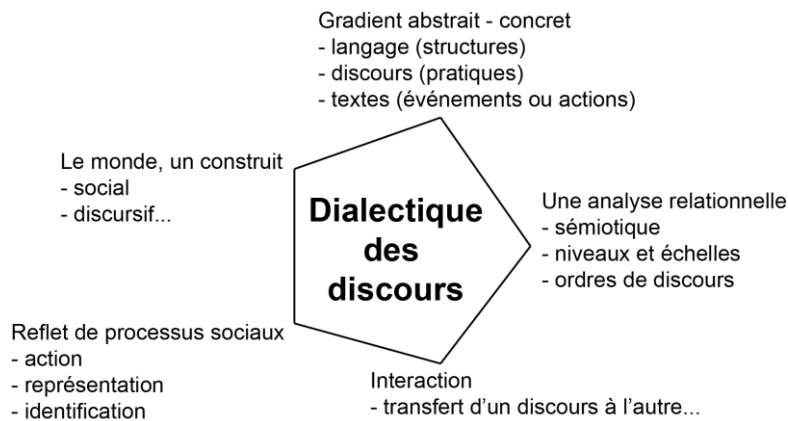 Gradient abstrait - concret
- langage (structures)
- discours (pratiques)
- textes (événements ou actions)
Le monde, un construit
- social
- discursif...
Dialectique
des
discours
Une analyse relationnelle
- sémiotique
- niveaux et échelles
- ordres de discours
Reflet de processus sociaux
- action
- représentation
- identification
Interaction
- transfert d'un discours à l'autre...